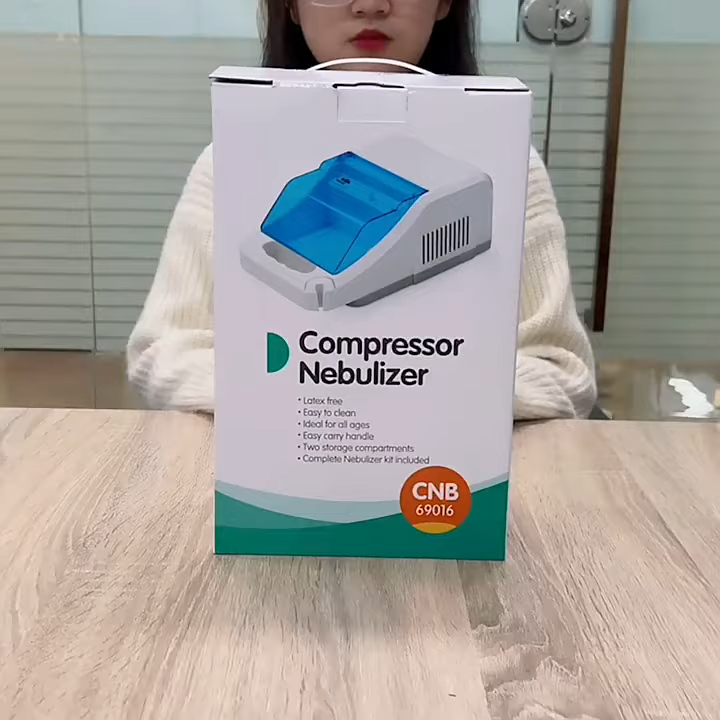 Compressor
Nebulizer
• Latex free
• Easy to clean
• Ideal for all ages
• Easy carry handle
• Two storage compartments
• Complete Nebulizer kit included
CNB
69016